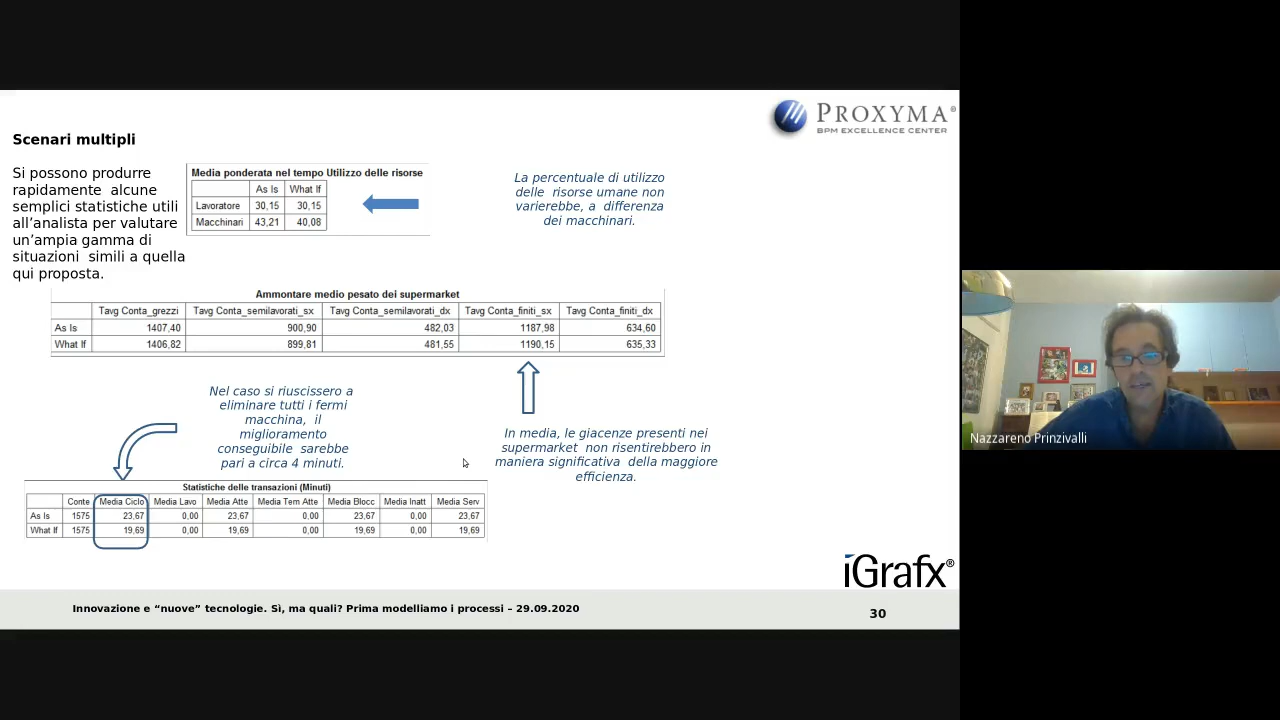 PROXYMA®
BPM EXCELLENCE CENTER
Scenari multipli
Si possono produrre
rapidamente alcune
semplici statistiche utili
all’analista per valutare
un’ampia gamma di
situazioni simili a quella
qui proposta.
Media ponderata nel tempo Utilizzo delle risorse
As Is What If
Lavoratore 30,15 30,15
Macchinari 43,21 40,08
La percentuale di utilizzo
delle risorse umane non
varierebbe, a differenza
dei macchinari.
Ammontare medio pesato dei supermarket
Tavg Conta_grezzi Tavg Conta_semilavorati_sx Tavg Conta_semilavorati_dx Tavg Conta_finiti_sx Tavg Conta_finiti_dx
As Is 1407,40 900,90 482,03 1187,98 634,60
What If 1406,82 899,81 481,55 1190,15 635,33
Nel caso si riuscissero a
eliminare tutti i fermi
macchina, il
miglioramento
conseguibile sarebbe
pari a circa 4 minuti.
In media, le giacenze presenti nei
supermarket non risentirebbero in
maniera significativa della maggiore
efficienza.
Statistiche delle transazioni (Minuti)
Conte Media Ciclo Media Lavo Media Atte Media Tem Atte Media Blocc Media Inatt Media Serv
As Is 1575 23,67 0,00 23,67 0,00 23,67 0,00 23,67
What If 1575 19,69 0,00 19,69 0,00 19,69 0,00 19,69
iGrafx®
Innovazione e “nuove” tecnologie. Sì, ma quali? Prima modelliamo i processi – 29.09.2020
30
Nazzareno Prinzivalli